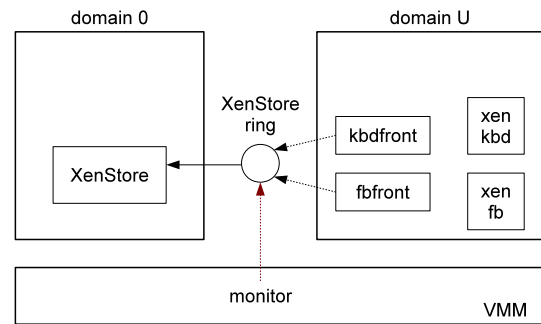 domain 0
domain U
XenStore
ring
XenStore
kbdfront
fbfront
xen
kbd
xen
fb
monitor
VMM